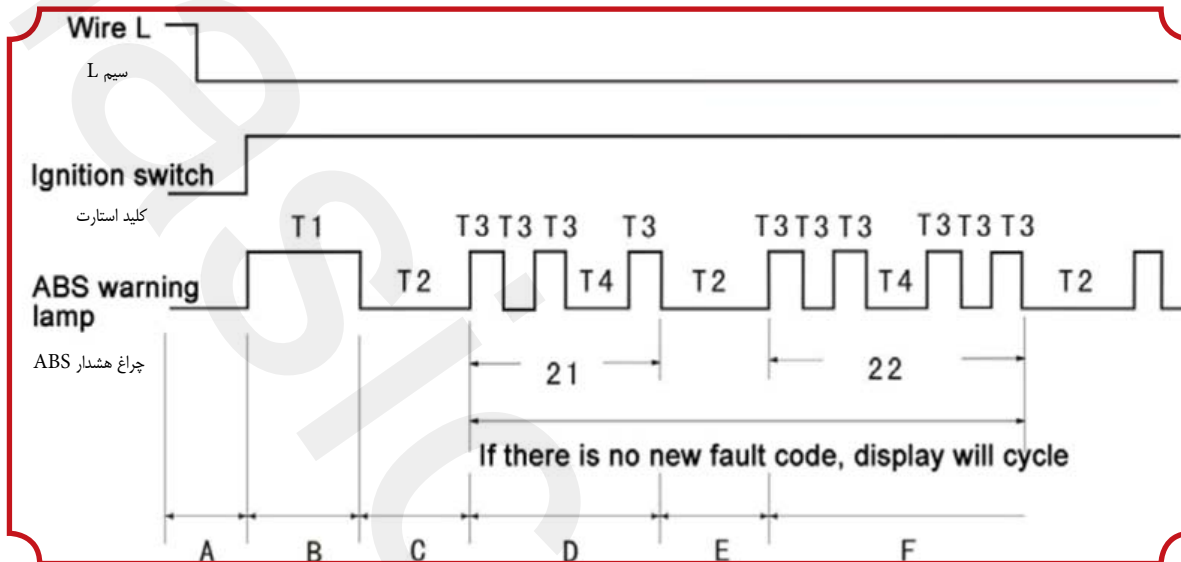 Wire L
سیم L
Ignition switch
کلید استارت
T1
T3 T3 T3 T3 T3 T3 T3 T3 T3 T3
ABS warning
lamp
T2 T4 T2 T4 T2
چراغ هشدار ABS
21 22
If there is no new fault code, display will cycle
A B C D E F